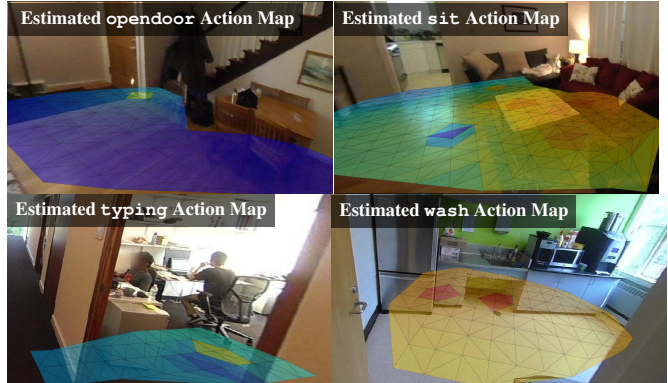 Estimated opendoor Action Map
Estimated sit Action Map
Estimated typing Action Map
Estimated wash Action Map